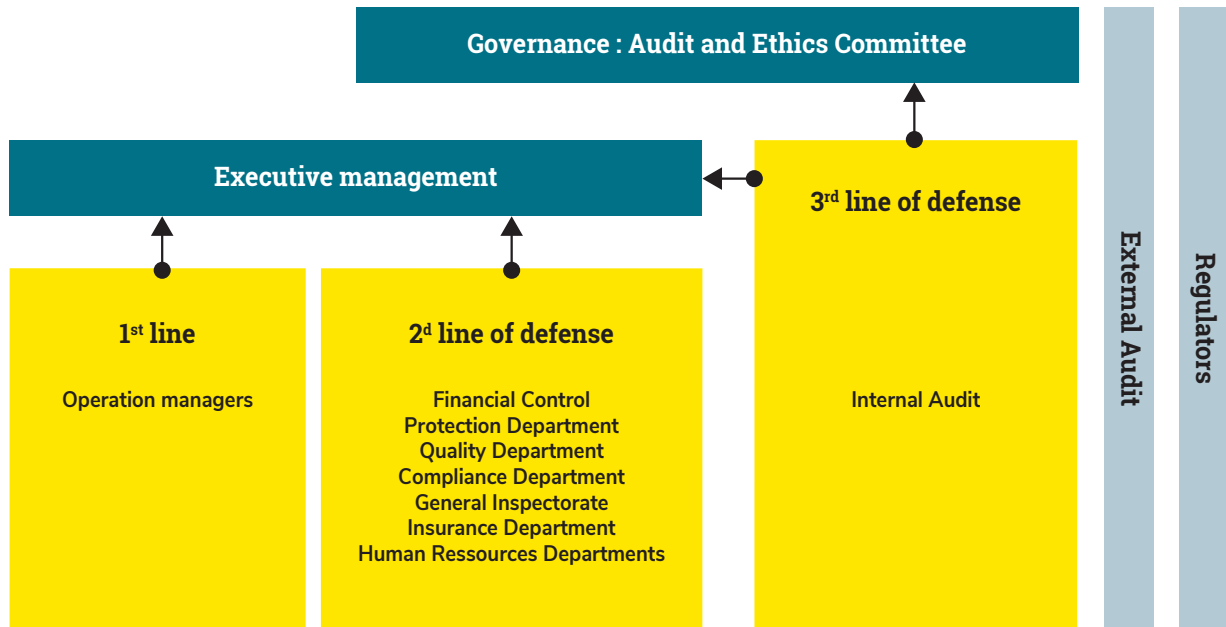 Governance : Audit and Ethics Committee
Executive management
1st line
Operation managers
2d line of defense
Financial Control
Protection Department
Quality Department
Compliance Department
General Inspectorate
Insurance Department
Human Ressources Departments
3rd line of defense
Internal Audit
External Audit
Regulators